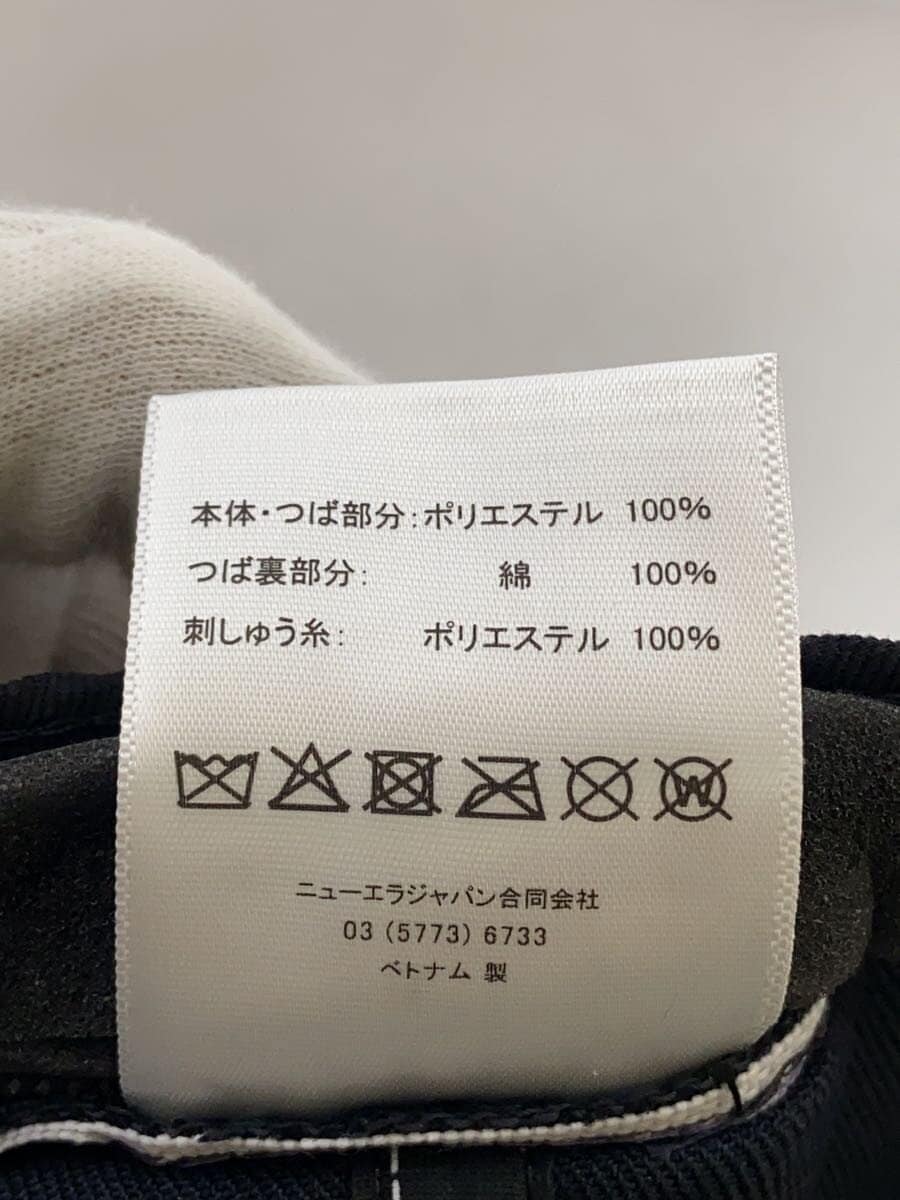 本体・つば部分:ポリエステル 100%
つば裏部分: 綿 100%
刺しゅう糸: ポリエステル 100%
W
ニューエラジャパン合同会社
03 (5773) 6733
ベトナム 製